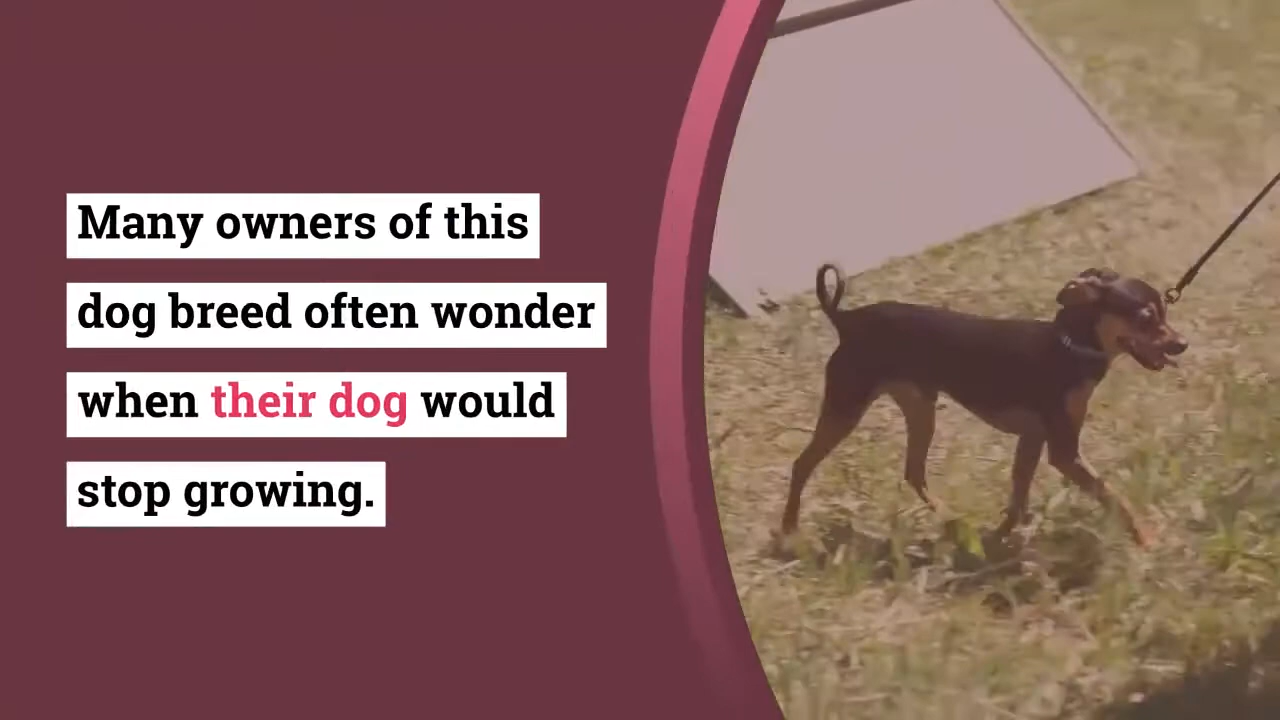 Many owners of this
dog breed often wonder
when their dog would
stop growing.